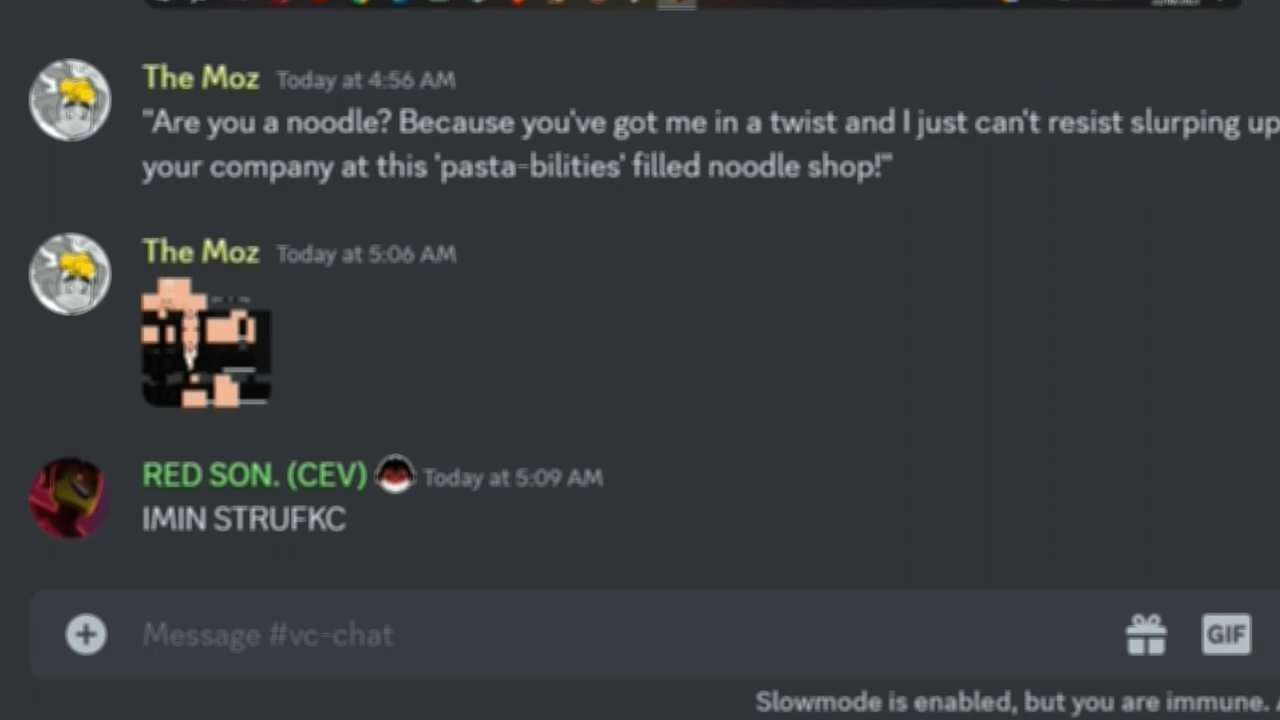 The Moz Today at 4:56 AM
"Are you a noodle? Because you've got me in a twist and I just can't resist slurping up
your company at this 'pasta-bilities' filled noodle shop!"
The Moz Today at 5:06 AM
RED SON. (CEV) Today at 5:09 AM
IMIN STRUFKC
Message #vc-chat
GIF
Slowmode is enabled, but you are immune.